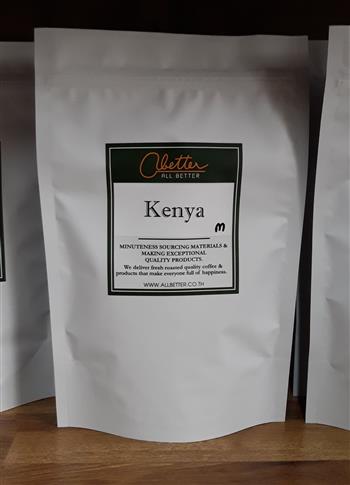 abetter
ALL BETTER
Kenya
m
MINUTENESS SOURCING MATERIALS &
MAKING EXCEPTIONAL
QUALITY PRODUCTS.
We deliver fresh roasted quality coffee &
products that make everyone full of happiness.
WWW.ALLBETTER.CO.TH